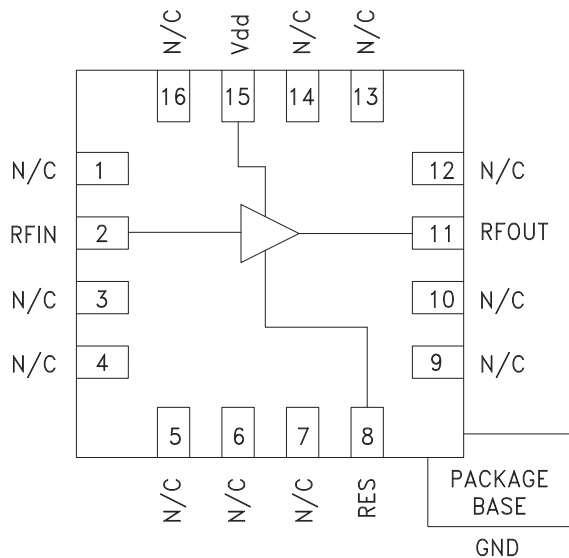 N/C Vdd N/C N/C
16 15 14 13
N/C 1 12 N/C
RFIN 2 11 RFOUT
N/C 3 10 N/C
N/C 4 9 N/C
5 6 7 8
N/C N/C N/C RES
PACKAGE
BASE
GND